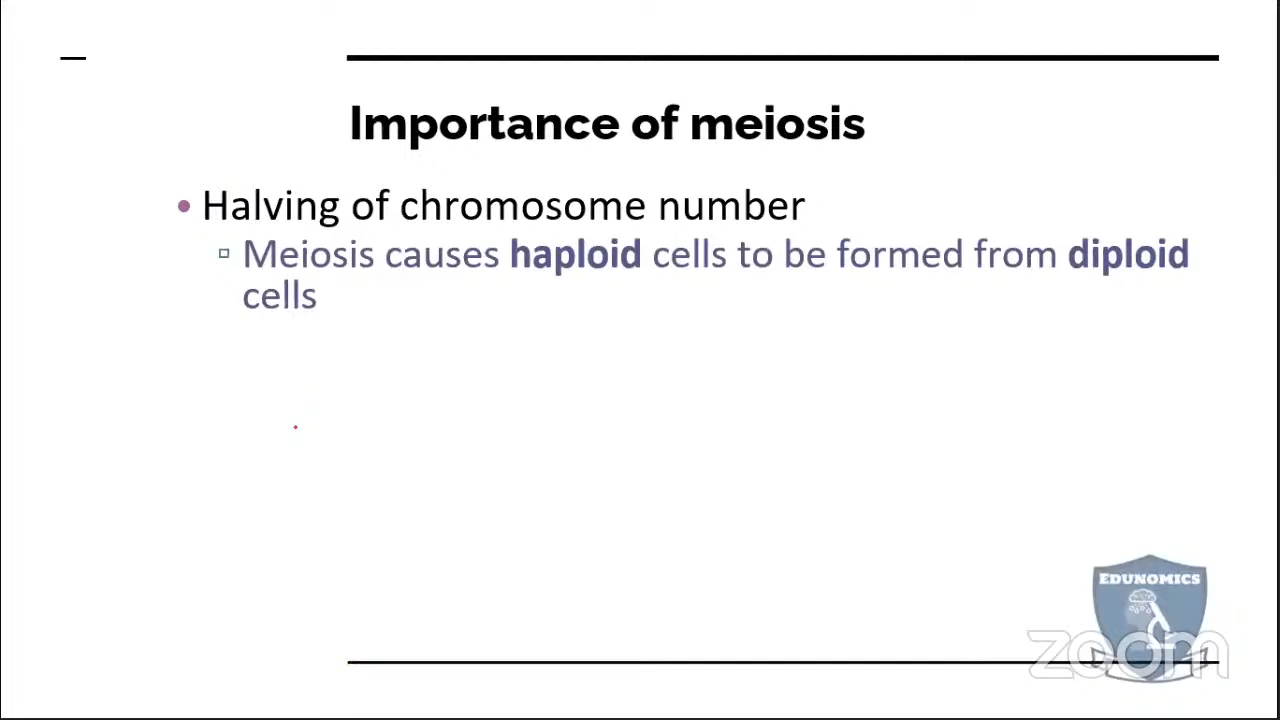 Importance of meiosis
Halving of chromosome number
Meiosis causes haploid cells to be formed from diploid
cells
EDUNOMICS
zoom